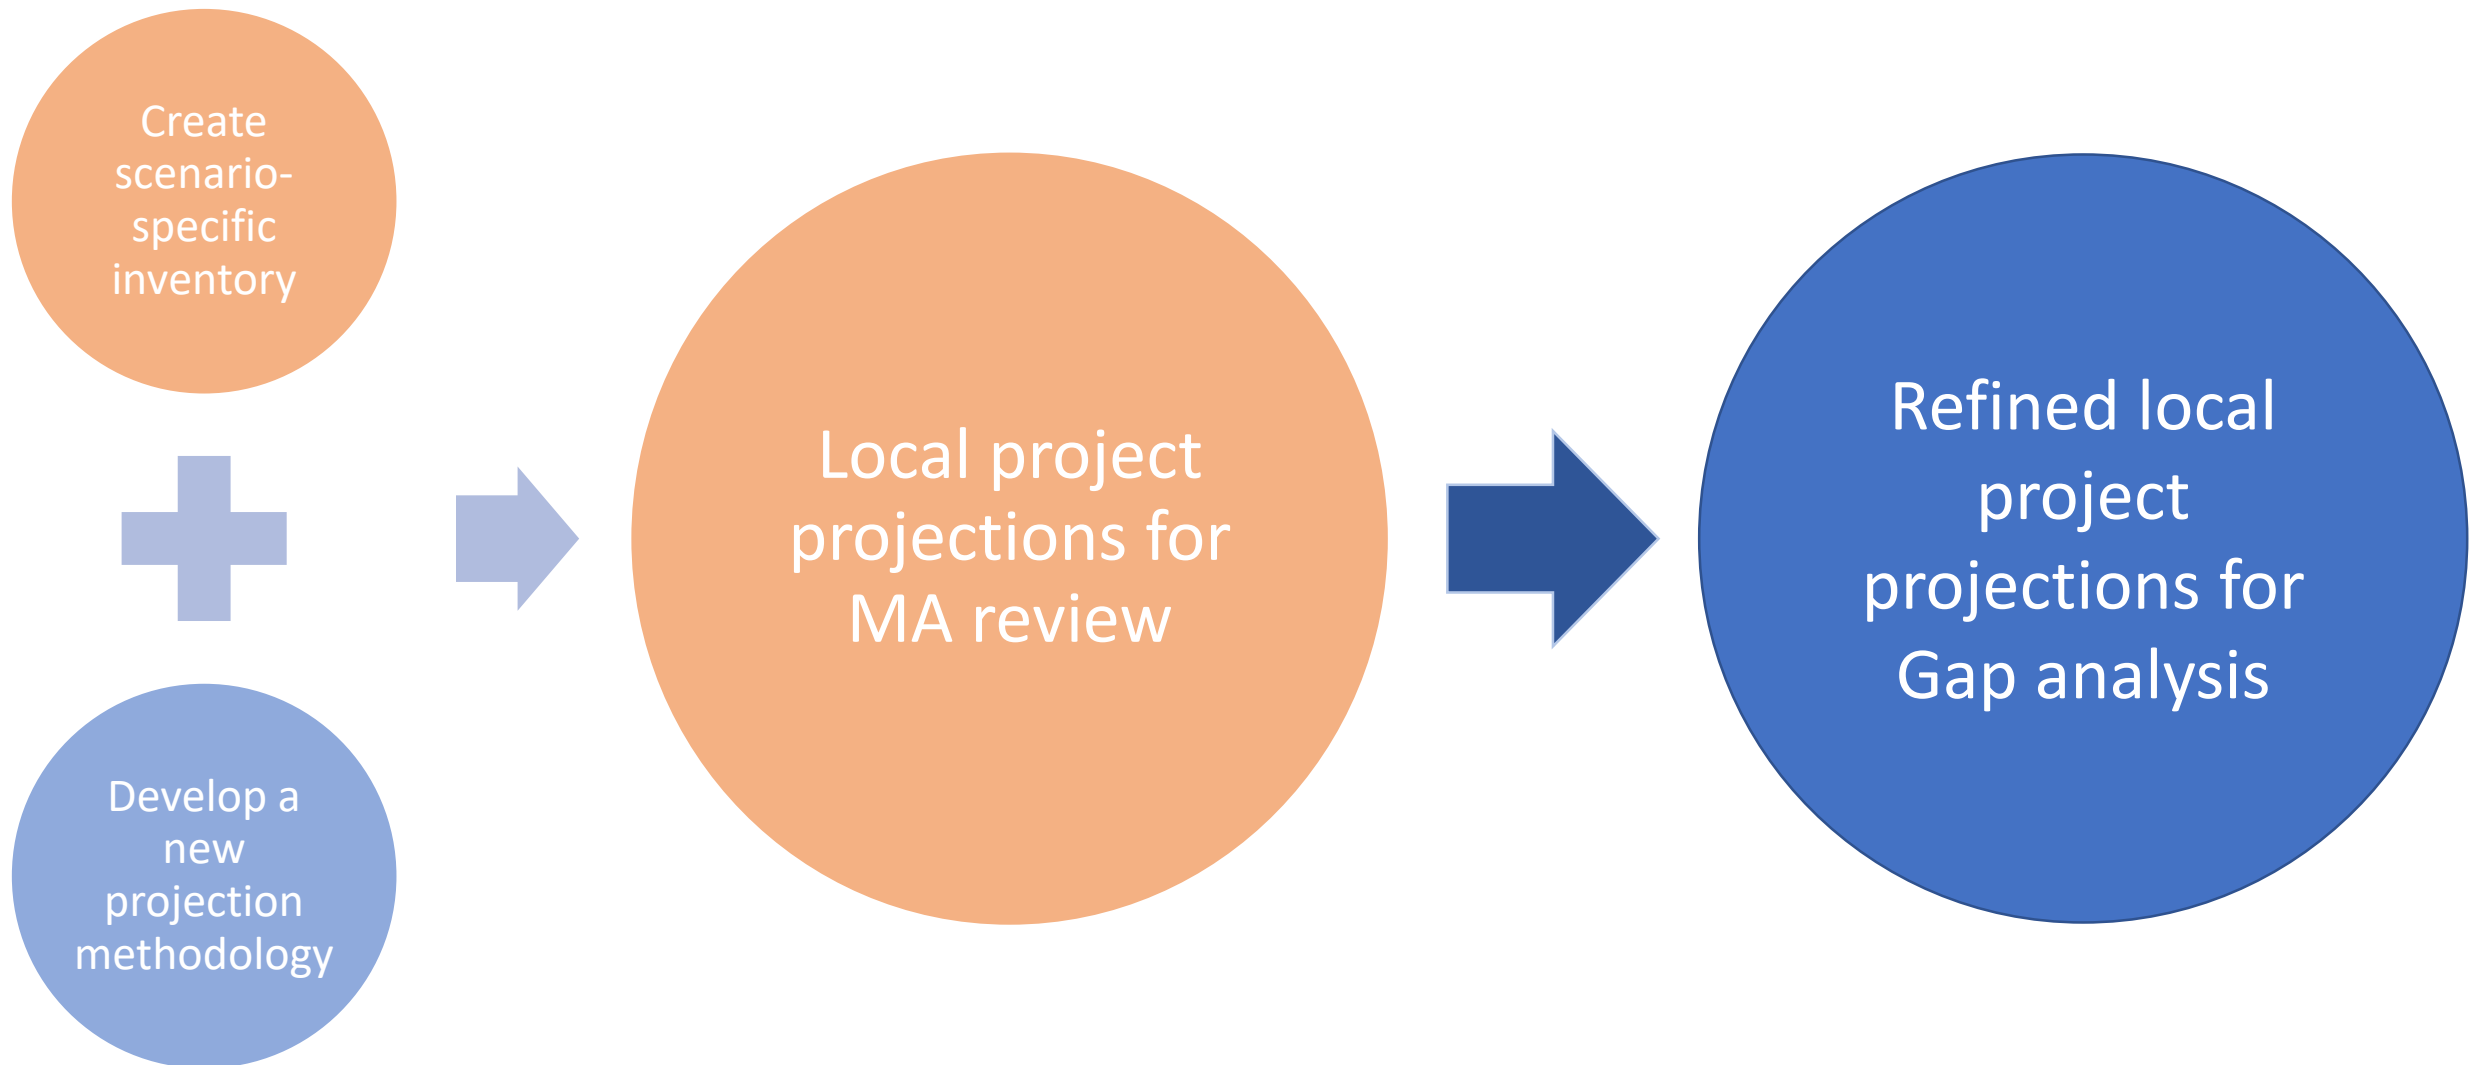 Create
scenario-
specific
inventory
Develop a
new
projection
methodology
Local project
projections for
MA review
Refined local
project
projections for
Gap analysis